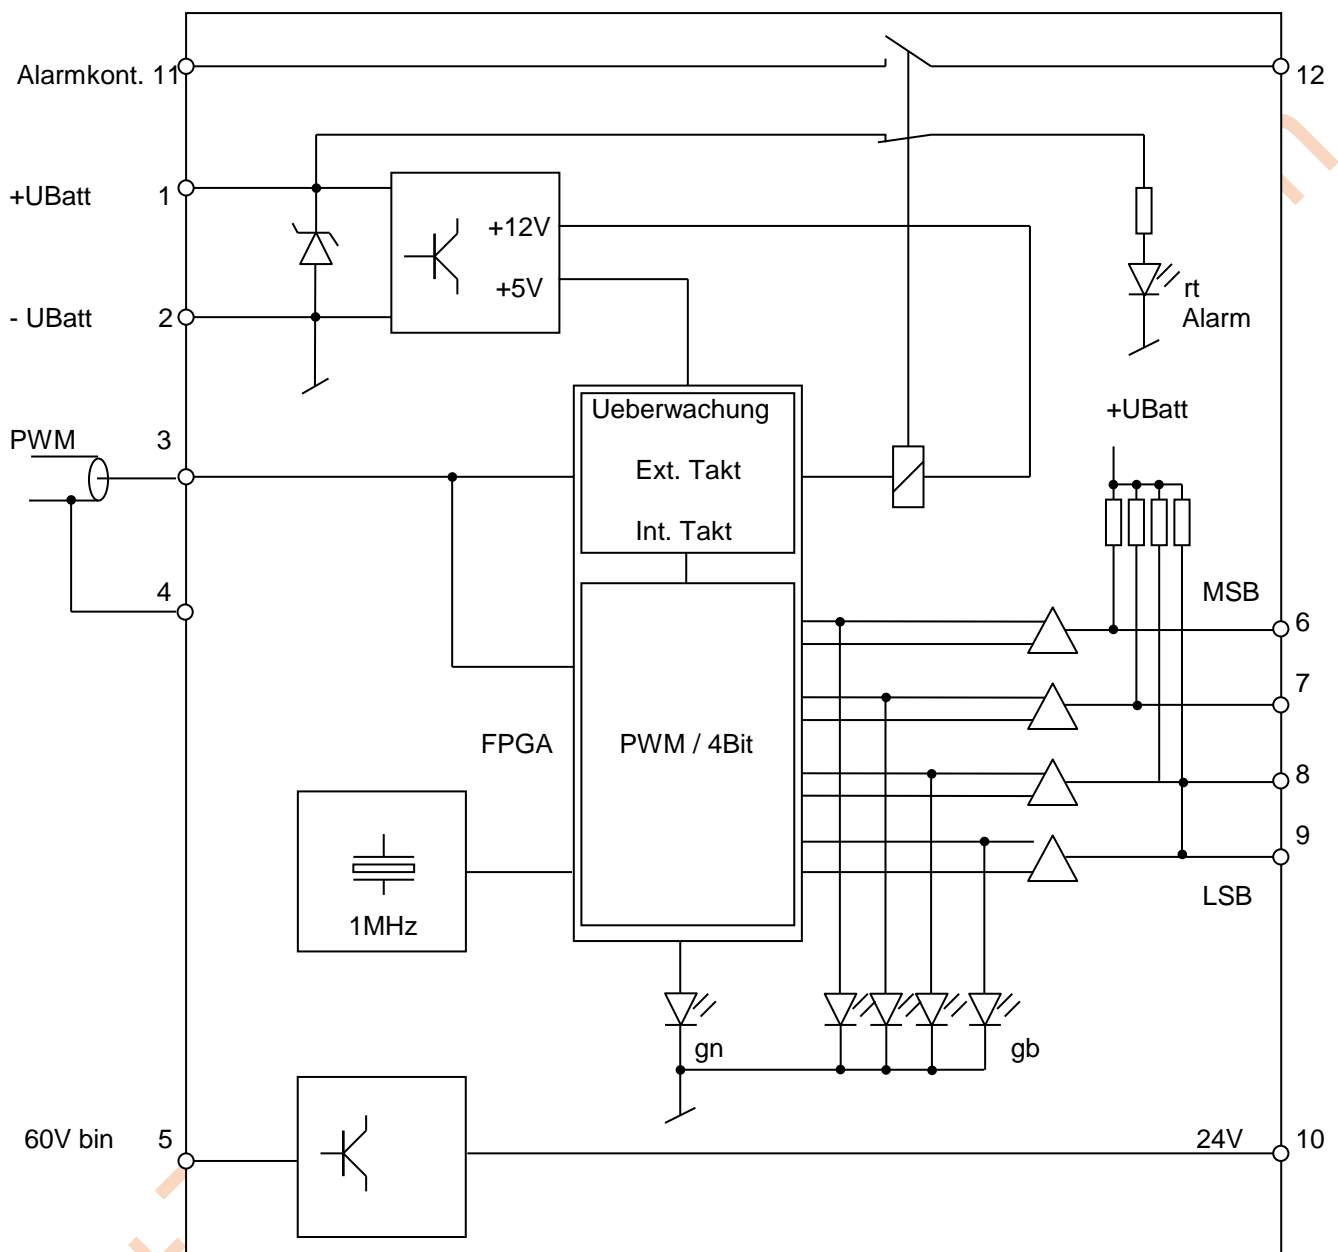 Alarmkont. 11
12
+UBatt 1
+12V
+5V
- UBatt 2
rt
Alarm
Ueberwachung
+UBatt
PWM 3
Ext. Takt
Int. Takt
4
MSB
6
7
FPGA
PWM / 4Bit
8
9
LSB
1MHz
gn
gb
60V bin 5
24V 10